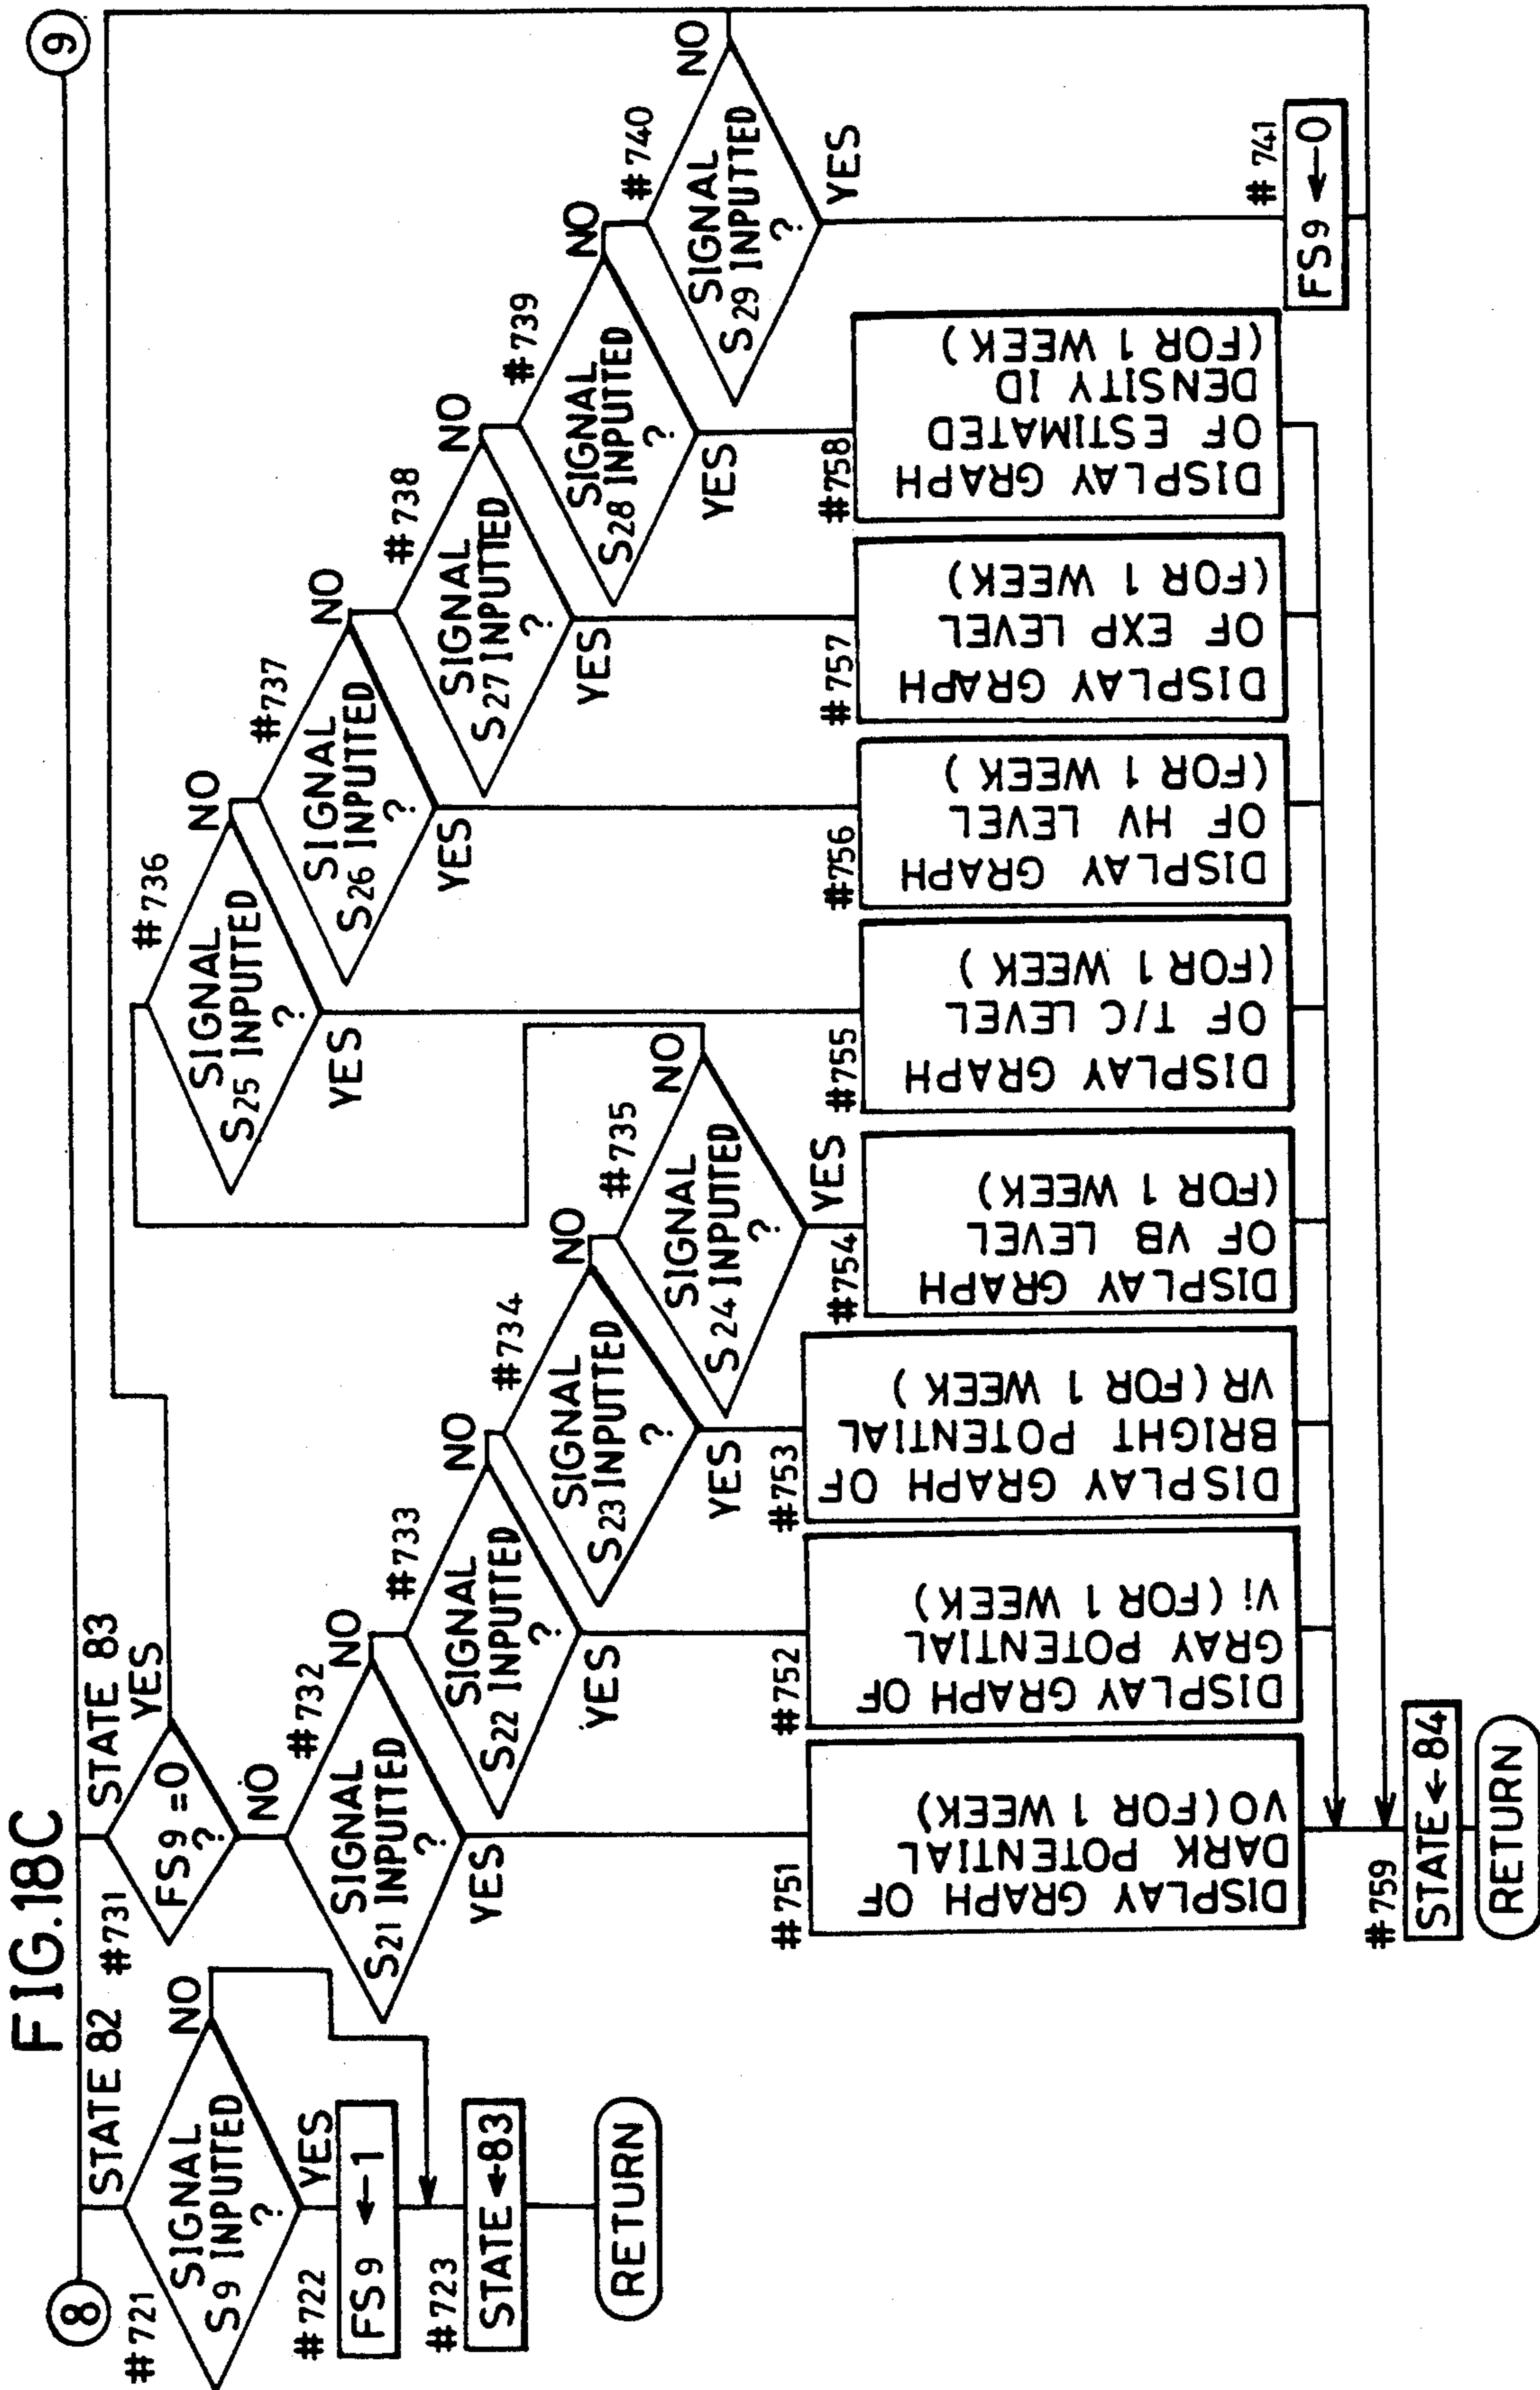 FIG.18C
8
9
STATE 82
#721
SIGNAL
S9 INPUTTED
?
NO
YES
#722
FS9 ←1
#723
STATE ←83
RETURN
STATE 83
#731
FS9 =0
?
YES
NO
#732
SIGNAL
S21 INPUTTED
?
NO
YES
#733
SIGNAL
S22 INPUTTED
?
NO
YES
#734
SIGNAL
S23 INPUTTED
?
NO
YES
#735
SIGNAL
S24 INPUTTED
?
NO
YES
#736
SIGNAL
S25 INPUTTED
?
NO
YES
#737
SIGNAL
S26 INPUTTED
?
NO
YES
#738
SIGNAL
S27 INPUTTED
?
NO
YES
#739
SIGNAL
S28 INPUTTED
?
NO
YES
#740
SIGNAL
S29 INPUTTED
?
NO
YES
#741
FS9 ←0
#751
DISPLAY GRAPH OF
DARK POTENTIAL
VO (FOR 1 WEEK)
#752
DISPLAY GRAPH OF
GRAY POTENTIAL
Vi (FOR 1 WEEK)
#753
DISPLAY GRAPH OF
BRIGHT POTENTIAL
VR (FOR 1 WEEK)
#754
DISPLAY GRAPH
OF VB LEVEL
(FOR 1 WEEK)
#755
DISPLAY GRAPH
OF T/C LEVEL
(FOR 1 WEEK)
#756
DISPLAY GRAPH
OF HV LEVEL
(FOR 1 WEEK)
#757
DISPLAY GRAPH
OF EXP LEVEL
(FOR 1 WEEK)
#758
DISPLAY GRAPH
OF ESTIMATED
DENSITY ID
(FOR 1 WEEK)
#759
STATE ←84
RETURN